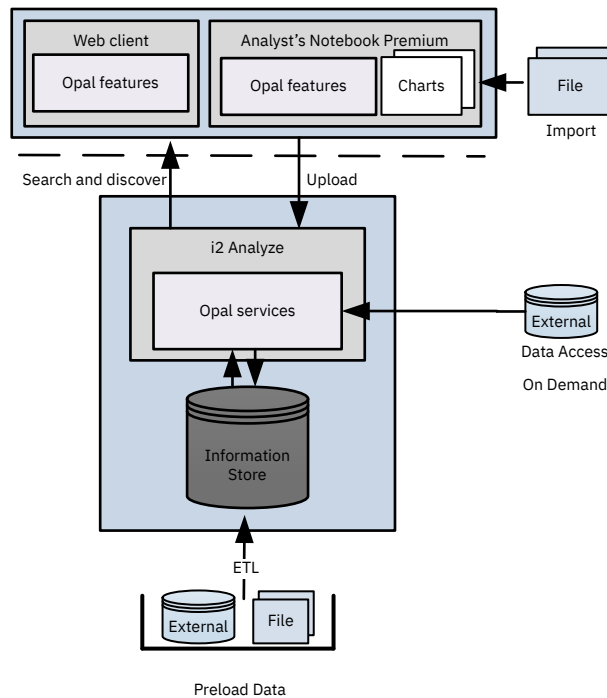 Web client
Opal features
Analyst's Notebook Premium
Opal features
Charts
File
Import
Search and discover
Upload
i2 Analyze
Opal services
External
Data Access
On Demand
Information
Store
ETL
External
File
Preload Data